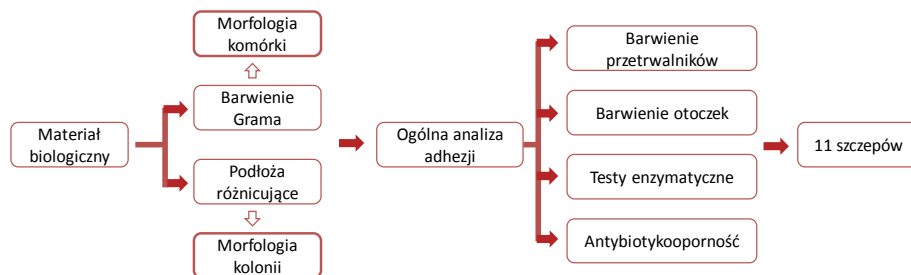 Materiał
biologiczny
Morfologia
komórki
Barwienie
Grama
Podłoża
różnicujące
Morfologia
kolonii
Ogólna analiza
adhezji
Barwienie
przetrwalników
Barwienie otoczek
Testy enzymatyczne
Antybiotykooporność
11 szczepów